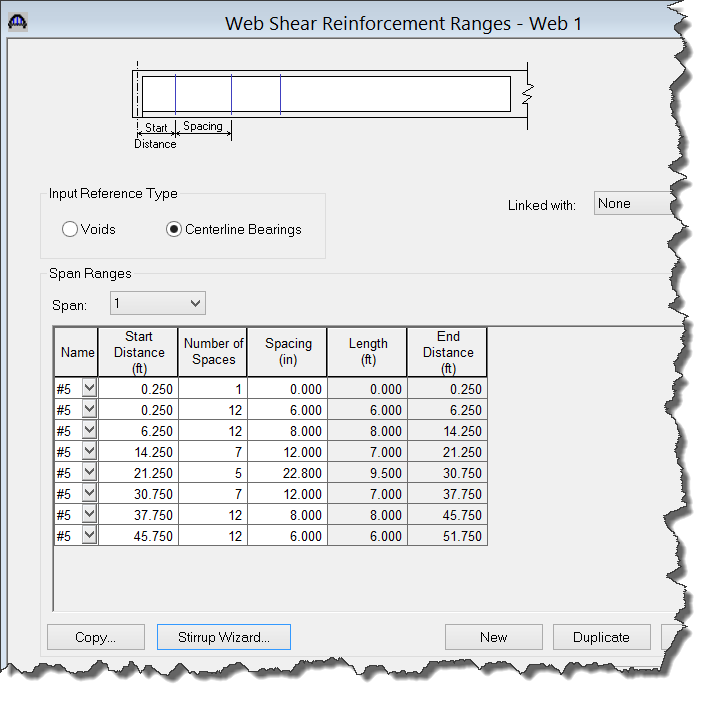 Web Shear Reinforcement Ranges - Web 1
Start
Spacing
Distance
Input Reference Type
Voids
Centerline Bearings
Linked with:
None
Span Ranges
Span:
1
Name
Start Distance (ft)
Number of Spaces
Spacing (in)
Length (ft)
End Distance (ft)
#5 0.250 1 0.000 0.000 0.250
#5 0.250 12 6.000 6.000 6.250
#5 6.250 12 8.000 8.000 14.250
#5 14.250 7 12.000 7.000 21.250
#5 21.250 5 22.800 9.500 30.750
#5 30.750 7 12.000 7.000 37.750
#5 37.750 12 8.000 8.000 45.750
#5 45.750 12 6.000 6.000 51.750
Copy...
Stirrup Wizard...
New
Duplicate